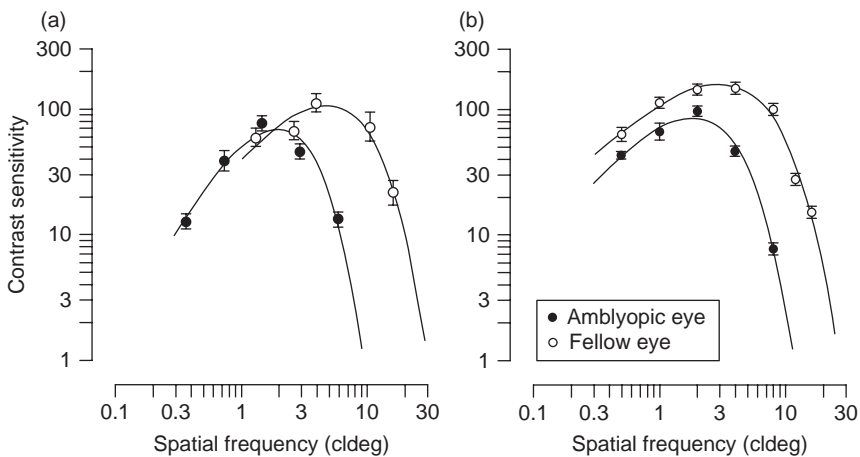 (a)
300
100
30
10
3
1
0.1 0.3 1 3 10 30
Contrast sensitivity
Spatial frequency (cldeg)
(b)
300
100
30
10
3
1
0.1 0.3 1 3 10 30
Spatial frequency (cldeg)
Amblyopic eye
Fellow eye